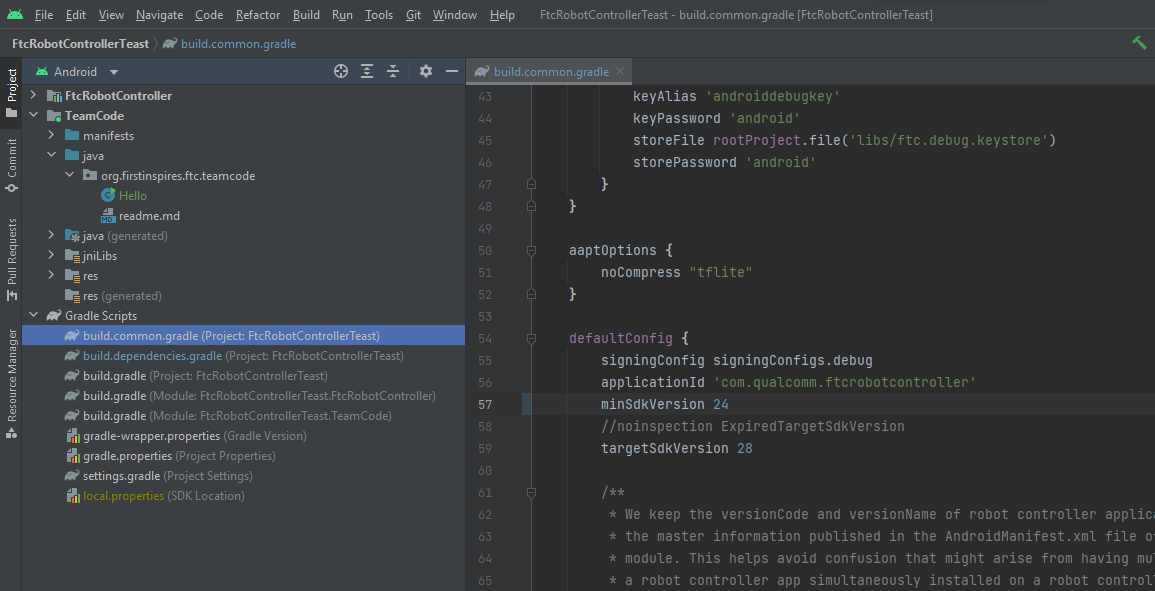 File Edit View Navigate Code Refactor Build Run Tools Git Window Help FtcRobotControllerTeast - build.common.gradle [FtcRobotControllerTeast]
FtcRobotControllerTeast build.common.gradle
Project
Commit
Pull Requests
Resource Manager
Android
FtcRobotController
TeamCode
manifests
java
org.firstinspires.ftc.teamcode
C Hello
MD readme.md
java (generated)
jniLibs
res
res (generated)
Gradle Scripts
build.common.gradle (Project: FtcRobotControllerTeast)
build.dependencies.gradle (Project: FtcRobotControllerTeast)
build.gradle (Project: FtcRobotControllerTeast)
build.gradle (Module: FtcRobotControllerTeast.FtcRobotController)
build.gradle (Module: FtcRobotControllerTeast.TeamCode)
gradle-wrapper.properties (Gradle Version)
gradle.properties (Project Properties)
settings.gradle (Project Settings)
local.properties (SDK Location)
build.common.gradle
43 keyAlias 'androiddebugkey'
44 keyPassword 'android'
45 storeFile rootProject.file('libs/ftc.debug.keystore')
46 storePassword 'android'
47 }
48 }
49
50 aaptOptions {
51 noCompress "tflite"
52 }
53
54 defaultConfig {
55 signingConfig signingConfigs.debug
56 applicationId 'com.qualcomm.ftcrobotcontroller'
57 minSdkVersion 24
58 //noinspection ExpiredTargetSdkVersion
59 targetSdkVersion 28
60
61 /**
62 * We keep the versionCode and versionName of robot controller applic
63 * the master information published in the AndroidManifest.xml file o
64 * module. This helps avoid confusion that might arise from having mu
65 * a robot controller app simultaneously installed on a robot control